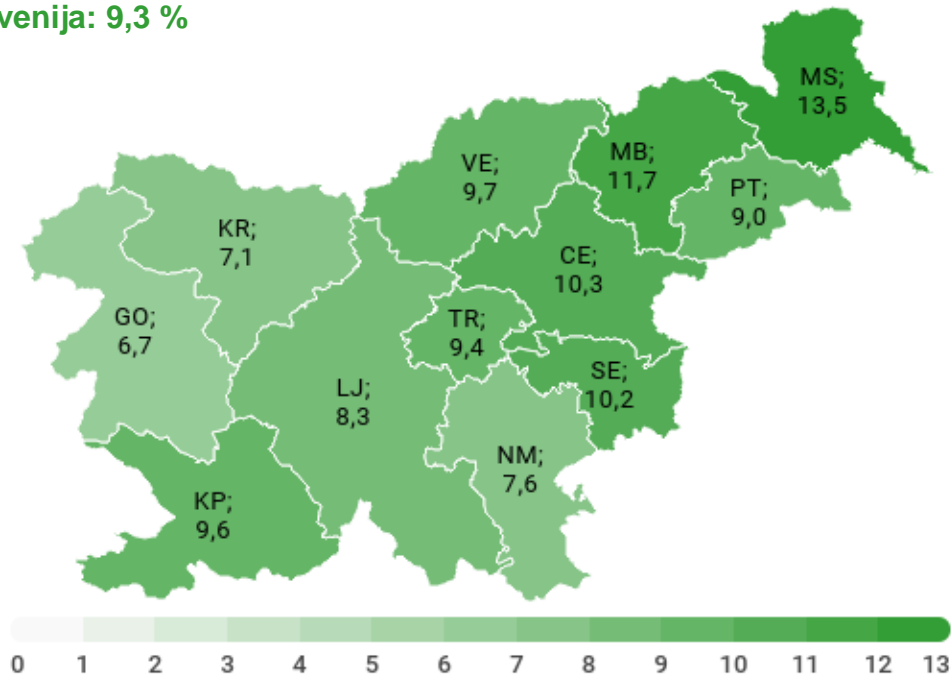 venija: 9,3 %
MS;
13,5
MB;
11,7
VE;
9,7
PT;
9,0
KR;
7,1
CE;
10,3
GO;
6,7
TR;
9,4
SE;
10,2
LJ;
8,3
NM;
7,6
KP;
9,6
0 1 2 3 4 5 6 7 8 9 10 11 12 13